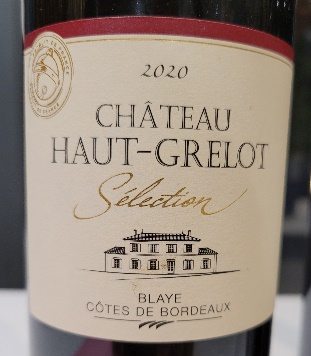 2020
CHÂTEAU
HAUT-GRELOT
Sélection
BLAYE
CÔTES DE BORDEAUX